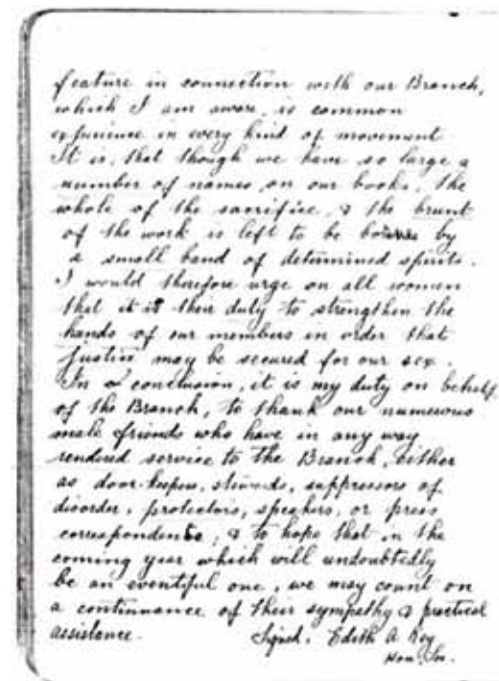 feature in connection with our Branch,
which I am aware, is common
experience in every kind of movement
It is, that though we have so large a
number of names on our books, the
whole of the sacrifice, & the brunt
of the work is left to be borne by
a small band of determined spirits.
I would therefore urge on all women
that it is their duty to strengthen the
hands of our members in order that
Justice may be secured for our sex.
In conclusion, it is my duty on behalf
of the Branch, to thank our numerous
male friends who have in any way
rendered service to the Branch, either
as door-keepers, stewards, suppressors of
disorder, protectors, speakers, or press
correspondents, & to hope that in the
coming year which will undoubtedly
be an eventful one, we may count on
a continuance of their sympathy & practical
assistance. Signed. Edith A Key
Hon. Sec.